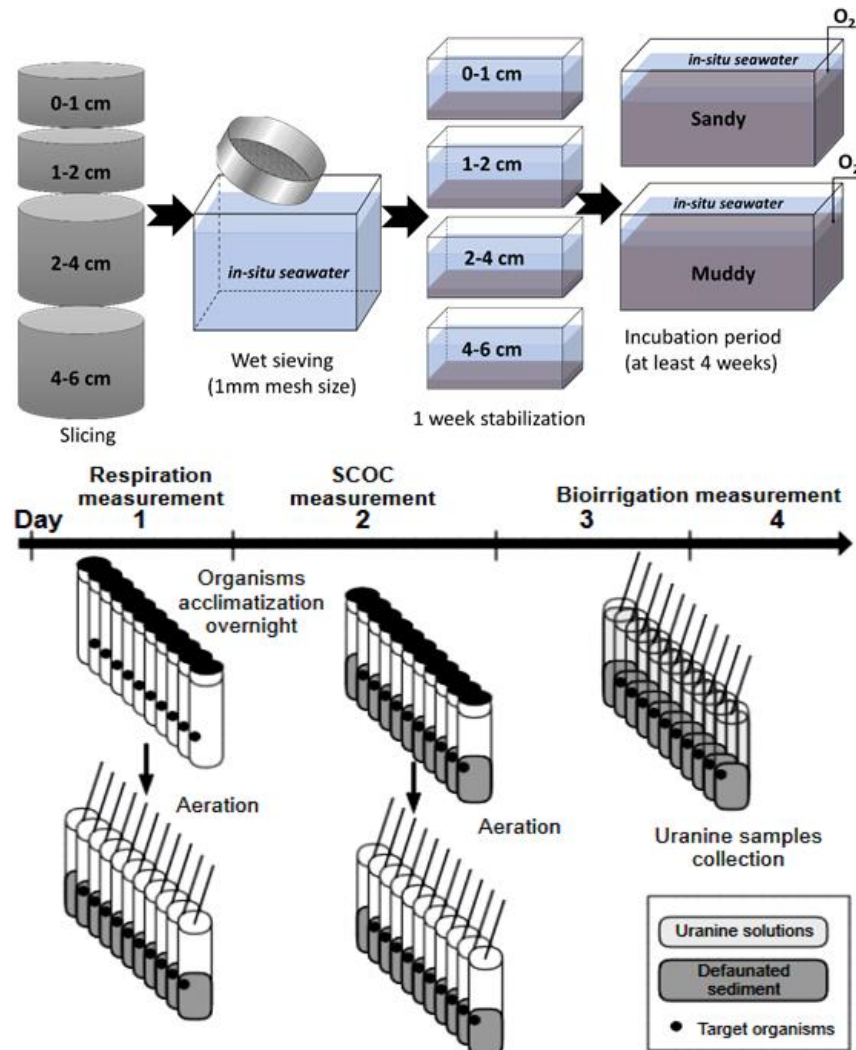 0-1 cm
1-2 cm
2-4 cm
4-6 cm
Slicing
in-situ seawater
Wet sieving
(1mm mesh size)
0-1 cm
1-2 cm
2-4 cm
4-6 cm
1 week stabilization
O2
in-situ seawater
Sandy
O2
in-situ seawater
Muddy
Incubation period
(at least 4 weeks)
Respiration
measurement
SCOC
measurement
Bioirrigation measurement
Day 1 2 3 4
Organisms
acclimatization
overnight
Aeration
Aeration
Uranine samples
collection
Uranine solutions
Defaunated
sediment
Target organisms